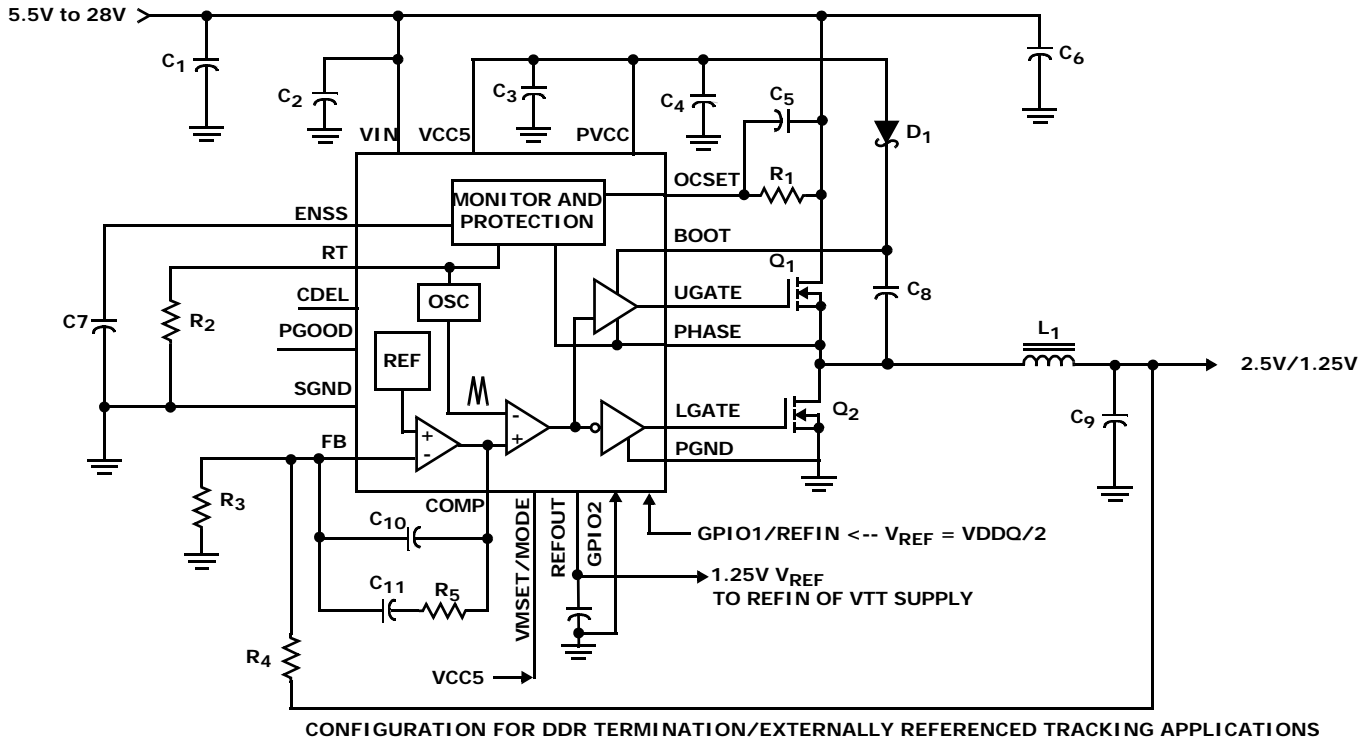 5.5V to 28V
C1
C2
C3
C4
C5
C6
VIN
VCC5
PVCC
D1
OCSET
R1
MONITOR AND
PROTECTION
ENSS
BOOT
RT
Q1
CDEL
OSC
UGATE
C8
C7
R2
PGOOD
PHASE
L1
REF
2.5V/1.25V
SGND
LGATE
Q2
C9
FB
+
-
-
+
PGND
R3
COMP
VMSET/MODE
REFOUT
GPIO2
C10
GPIO1/REFIN <-- VREF = VDDQ/2
C11
R5
1.25V VREF
TO REFIN OF VTT SUPPLY
R4
VCC5
CONFIGURATION FOR DDR TERMINATION/EXTERNALLY REFERENCED TRACKING APPLICATIONS